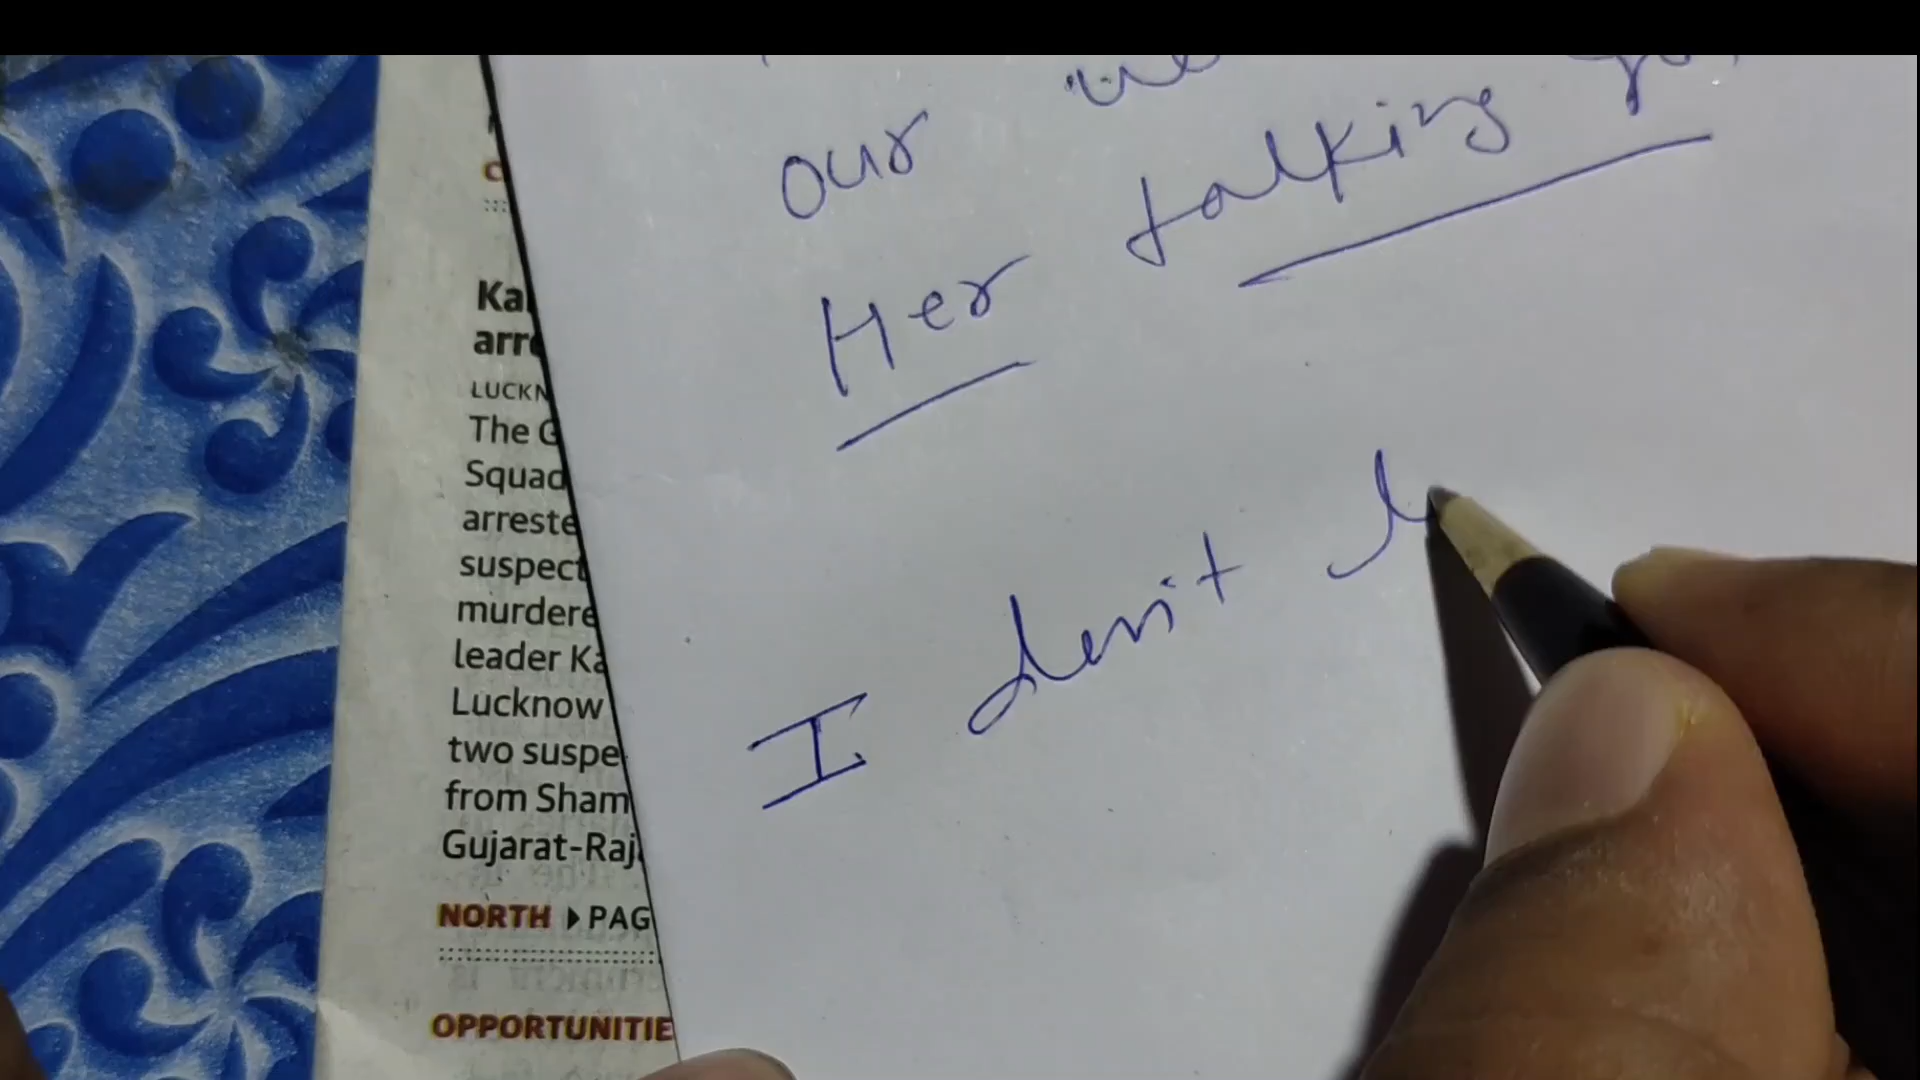 our
Her talking
I don't
Ka
arre
LUCKN
The G
Squad
arreste
suspect
murdere
leader Ka
Lucknow
two suspe
from Sham
Gujarat-Raj
NORTH ▶ PAG
OPPORTUNITIE